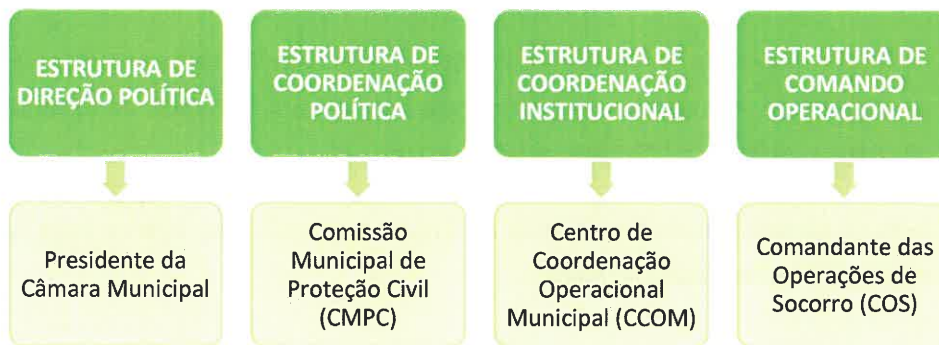 ESTRUTURA DE
DIREÇÃO POLÍTICA
ESTRUTURA DE
COORDENAÇÃO
POLÍTICA
ESTRUTURA DE
COORDENAÇÃO
INSTITUCIONAL
ESTRUTURA DE
COMANDO
OPERACIONAL
Presidente da
Câmara Municipal
Comissão
Municipal de
Proteção Civil
(CMPC)
Centro de
Coordenação
Operacional
Municipal (CCOM)
Comandante das
Operações de
Socorro (COS)